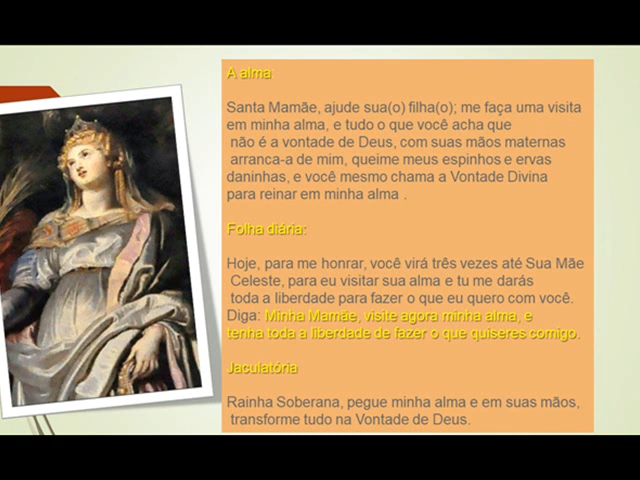 A alma
Santa Mamãe, ajude sua(o) filha(o); me faça uma visita
em minha alma, e tudo o que você acha que
não é a vontade de Deus, com suas mãos maternas
arranca-a de mim, queime meus espinhos e ervas
daninhas, e você mesmo chama a Vontade Divina
para reinar em minha alma .
Folha diária:
Hoje, para me honrar, você virá três vezes até Sua Mãe
Celeste, para eu visitar sua alma e tu me darás
toda a liberdade para fazer o que eu quero com você.
Diga: Minha Mamãe, visite agora minha alma, e
tenha toda a liberdade de fazer o que quiseres comigo.
Jaculatória
Rainha Soberana, pegue minha alma e em suas mãos,
transforme tudo na Vontade de Deus.